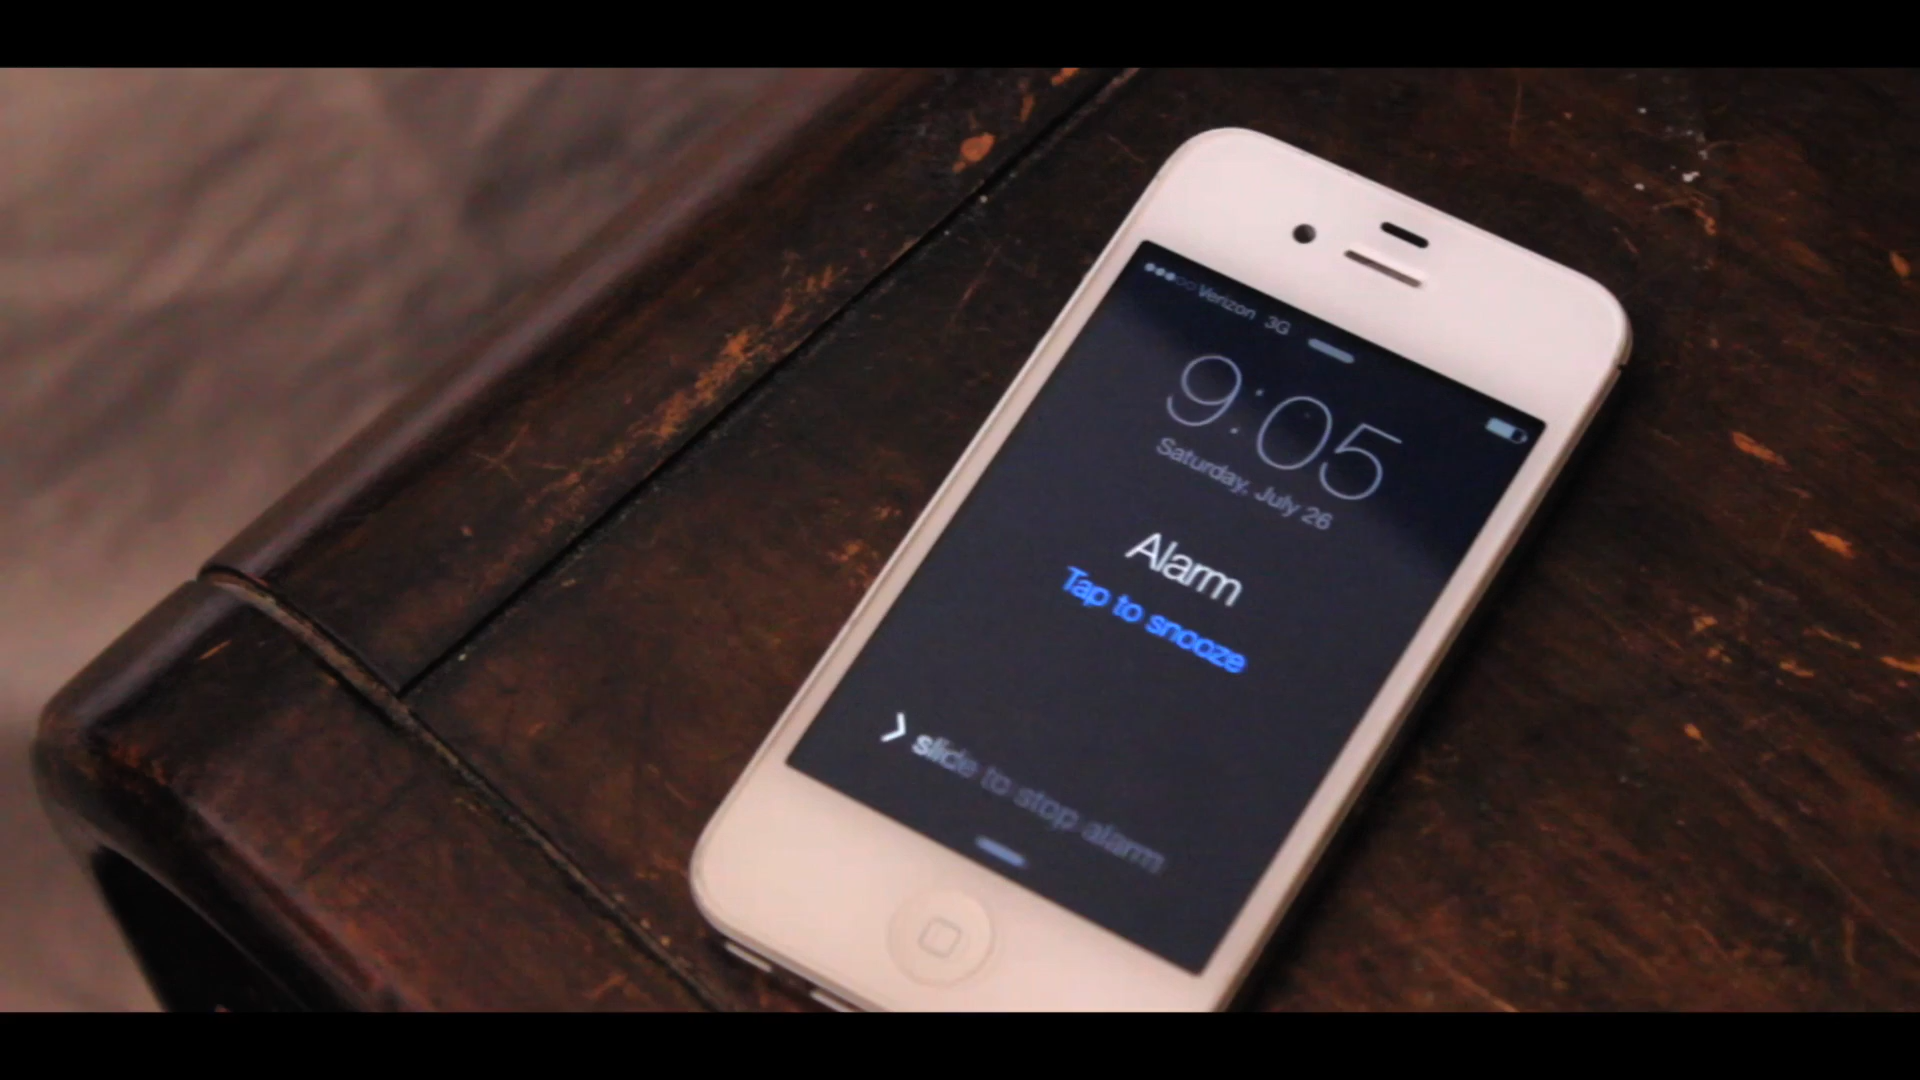 Verizon 3G
9:05
Saturday, July 26
Alarm
Tap to snooze
slide to stop alarm